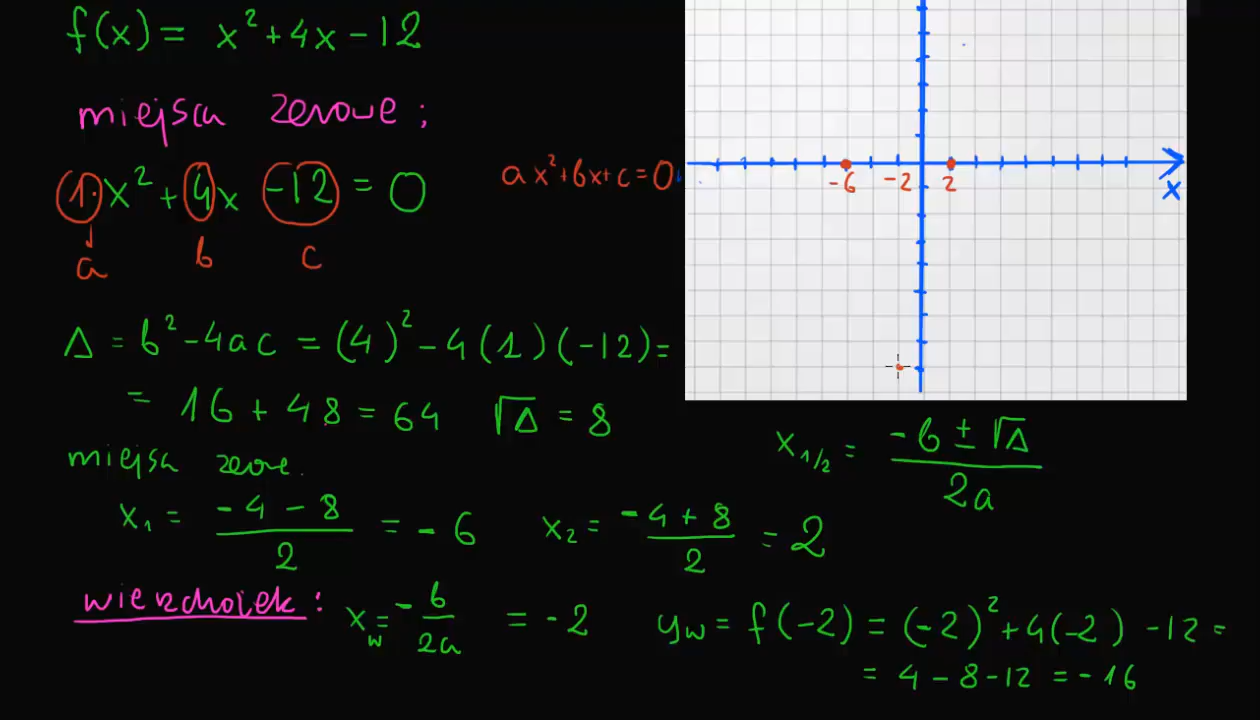 f(x) = x² + 4x - 12
miejsca zerowe :
1·x² + 4x -12 = 0
a b c
ax²+bx+c=0
-6 -2 2
x
Δ = b² - 4ac = (4)² - 4(1)(-12) =
= 16 + 48 = 64 √Δ = 8
x₁/₂ = (-b ± √Δ)/2a
miejsa zerowe.
x₁ = (-4 - 8)/2 = -6 x₂ = (-4 + 8)/2 = 2
wierzchołek : x_w = -b/2a = -2 y_w = f(-2) = (-2)² + 4(-2) - 12 =
= 4 - 8 - 12 = -16